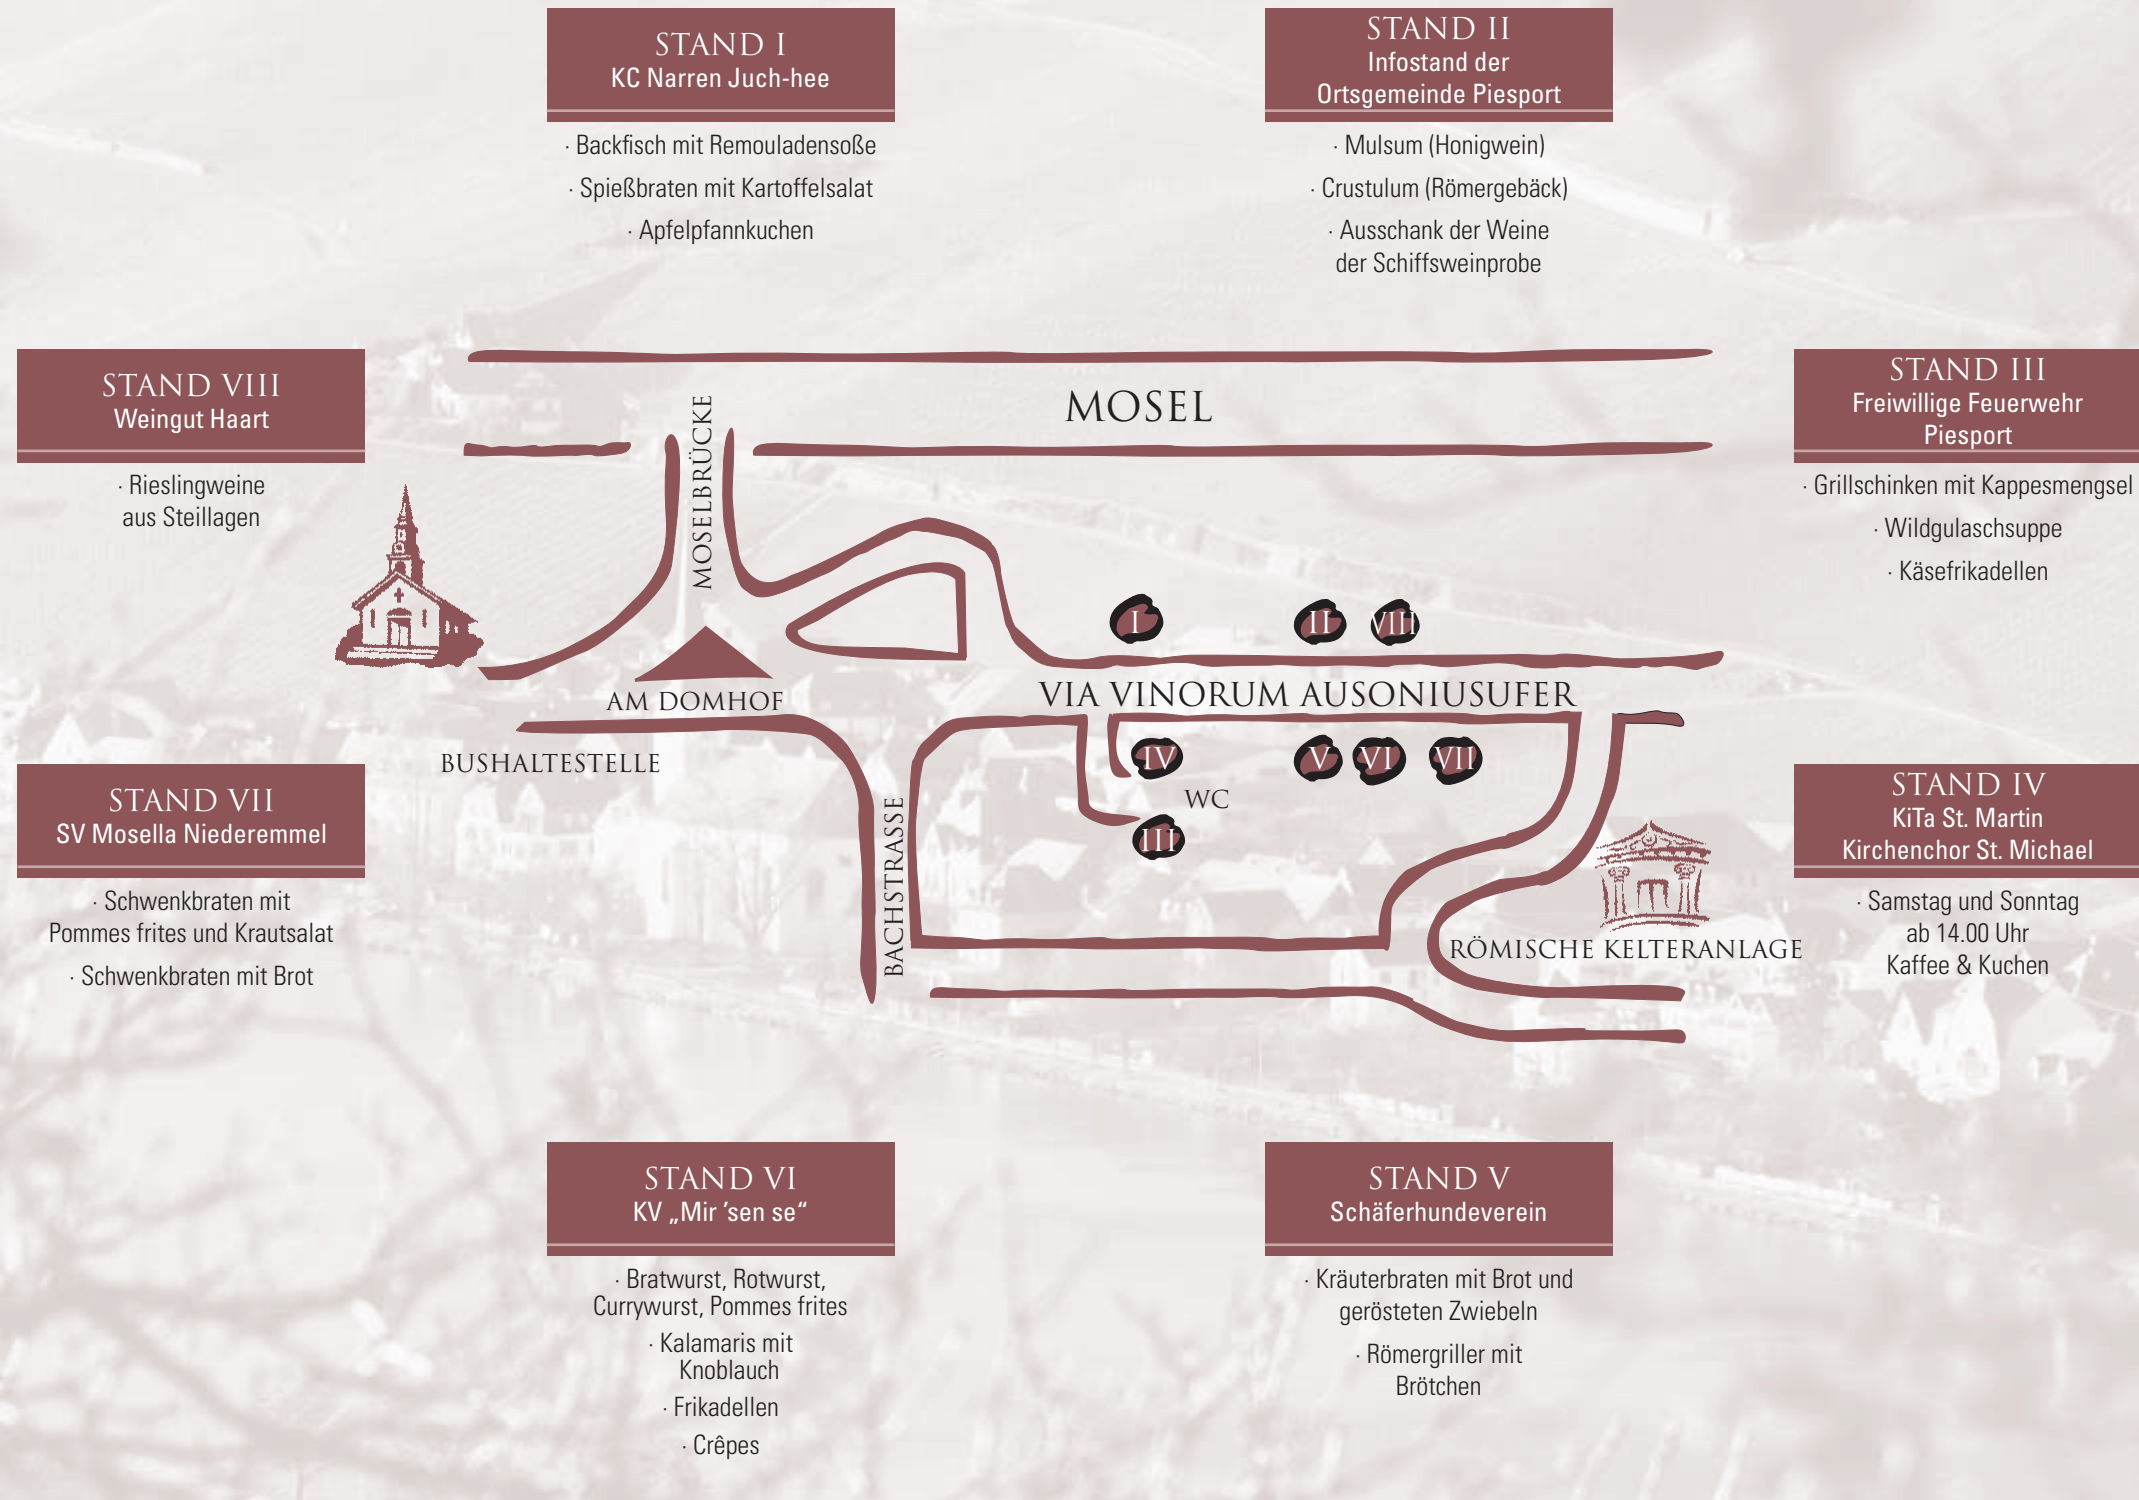 STAND I
KC Narren Juch-hee
· Backfisch mit Remouladensoße
· Spießbraten mit Kartoffelsalat
· Apfelpfannkuchen
STAND II
Infostand der
Ortsgemeinde Piesport
· Mulsum (Honigwein)
· Crustulum (Römergebäck)
· Ausschank der Weine
der Schiffsweinprobe
STAND VIII
Weingut Haart
· Rieslingweine
aus Steillagen
STAND III
Freiwillige Feuerwehr
Piesport
· Grillschinken mit Kappesmengsel
· Wildgulaschsuppe
· Käsefrikadellen
MOSEL
MOSELBRÜCKE
I
II
VIII
AM DOMHOF
VIA VINORUM AUSONIUSUFER
BUSHALTESTELLE
IV
V
VI
VII
WC
III
BACHSTRASSE
RÖMISCHE KELTERANLAGE
STAND VII
SV Mosella Niederemmel
· Schwenkbraten mit
Pommes frites und Krautsalat
· Schwenkbraten mit Brot
STAND IV
KiTa St. Martin
Kirchenchor St. Michael
· Samstag und Sonntag
ab 14.00 Uhr
Kaffee & Kuchen
STAND VI
KV „Mir ’sen se“
· Bratwurst, Rotwurst,
Currywurst, Pommes frites
· Kalamaris mit
Knoblauch
· Frikadellen
· Crêpes
STAND V
Schäferhundeverein
· Kräuterbraten mit Brot und
gerösteten Zwiebeln
· Römergriller mit
Brötchen